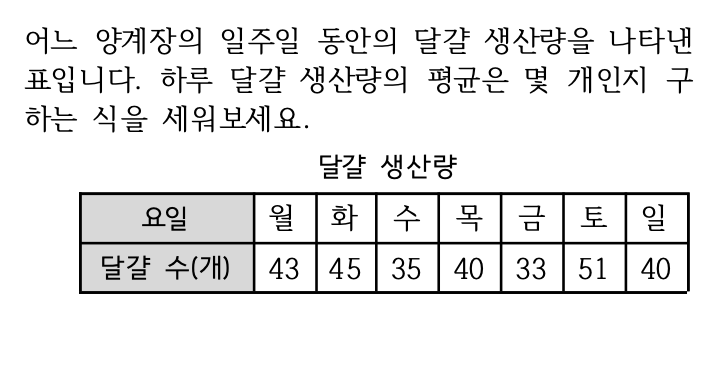 어느 양계장의 일주일 동안의 달걀 생산량을 나타낸
표입니다. 하루 달걀 생산량의 평균은 몇 개인지 구
하는 식을 세워보세요.
달걀 생산량
요일 월 화 수 목 금 토 일
달걀 수(개) 43 45 35 40 33 51 40